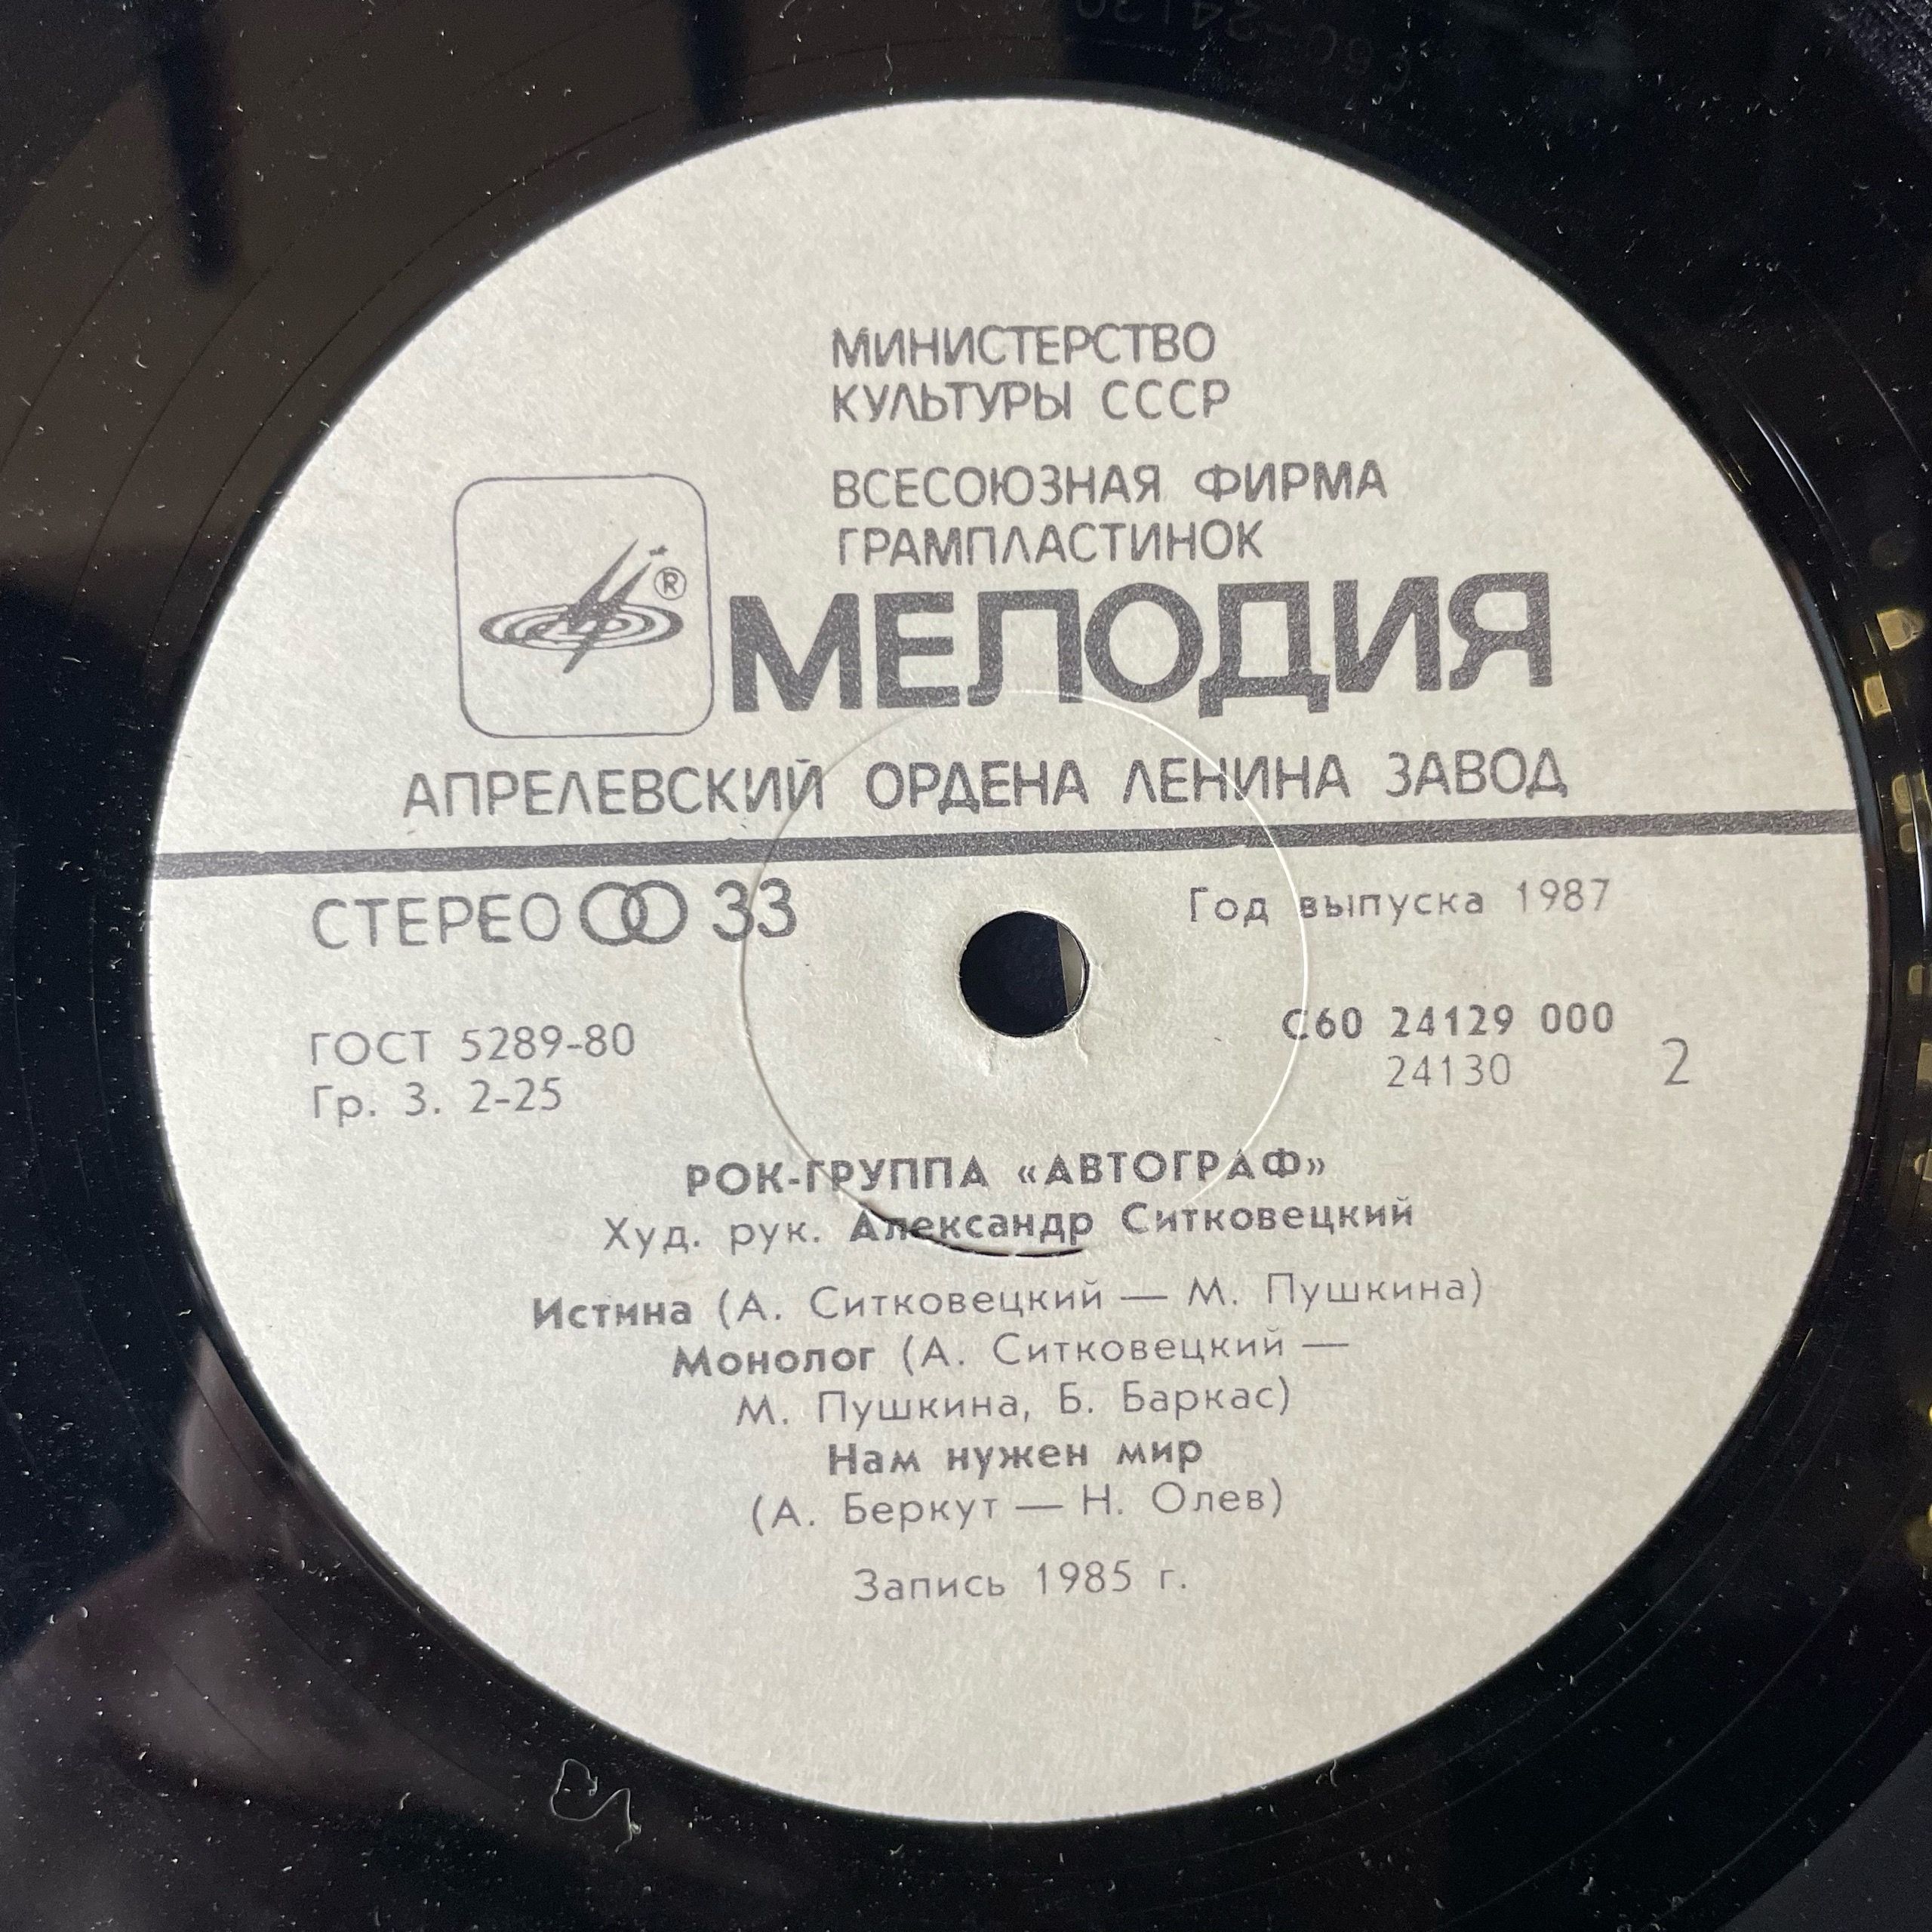 МИНИСТЕРСТВО
КУЛЬТУРЫ СССР
ВСЕСОЮЗНАЯ ФИРМА
ГРАМПЛАСТИНОК
® МЕЛОДИЯ
АПРЕЛЕВСКИЙ ОРДЕНА ЛЕНИНА ЗАВОД
СТЕРЕО 33
Год выпуска 1987
ГОСТ 5289-80
Гр. 3. 2-25
С60 24129 000
24130
2
РОК-ГРУППА «АВТОГРАФ»
Худ. рук. Александр Ситковецкий
Истина (А. Ситковецкий — М. Пушкина)
Монолог (А. Ситковецкий —
М. Пушкина, Б. Баркас)
Нам нужен мир
(А. Беркут — Н. Олев)
Запись 1985 г.